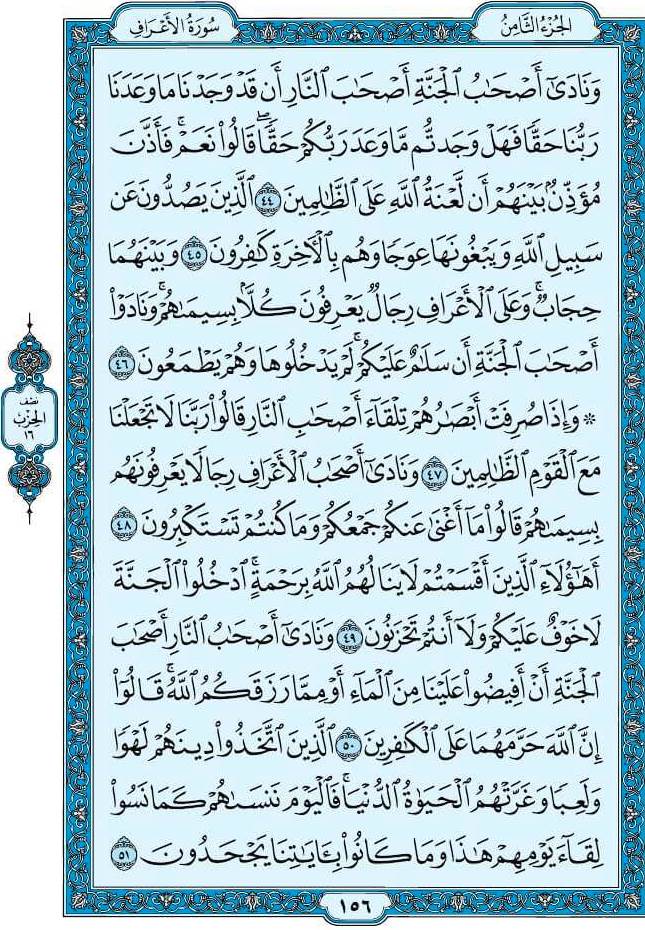 الجُزْءُ الثَّامِنُ
سُورَةُ الأَعْرَافِ
وَنَادَىٰٓ أَصْحَٰبُ ٱلْجَنَّةِ أَصْحَٰبَ ٱلنَّارِ أَن قَدْ وَجَدْنَا مَا وَعَدَنَا
رَبُّنَا حَقًّا فَهَلْ وَجَدتُّم مَّا وَعَدَ رَبُّكُمْ حَقًّا ۖ قَالُوا۟ نَعَمْ ۚ فَأَذَّنَ
مُؤَذِّنٌۢ بَيْنَهُمْ أَن لَّعْنَةُ ٱللَّهِ عَلَى ٱلظَّٰلِمِينَ ٤٤ ٱلَّذِينَ يَصُدُّونَ عَن
سَبِيلِ ٱللَّهِ وَيَبْغُونَهَا عِوَجًا وَهُم بِٱلْءَاخِرَةِ كَٰفِرُونَ ٤٥ وَبَيْنَهُمَا
حِجَابٌ ۚ وَعَلَى ٱلْأَعْرَافِ رِجَالٌ يَعْرِفُونَ كُلًّۢا بِسِيمَىٰهُمْ ۚ وَنَادَوْا۟
أَصْحَٰبَ ٱلْجَنَّةِ أَن سَلَٰمٌ عَلَيْكُمْ ۚ لَمْ يَدْخُلُوهَا وَهُمْ يَطْمَعُونَ ٤٦
* وَإِذَا صُرِفَتْ أَبْصَٰرُهُمْ تِلْقَآءَ أَصْحَٰبِ ٱلنَّارِ قَالُوا۟ رَبَّنَا لَا تَجْعَلْنَا
مَعَ ٱلْقَوْمِ ٱلظَّٰلِمِينَ ٤٧ وَنَادَىٰٓ أَصْحَٰبُ ٱلْأَعْرَافِ رِجَالًا يَعْرِفُونَهُم
بِسِيمَىٰهُمْ قَالُوا۟ مَآ أَغْنَىٰ عَنكُمْ جَمْعُكُمْ وَمَا كُنتُمْ تَسْتَكْبِرُونَ ٤٨
أَهَٰٓؤُلَآءِ ٱلَّذِينَ أَقْسَمْتُمْ لَا يَنَالُهُمُ ٱللَّهُ بِرَحْمَةٍ ۚ ٱدْخُلُوا۟ ٱلْجَنَّةَ
لَا خَوْفٌ عَلَيْكُمْ وَلَآ أَنتُمْ تَحْزَنُونَ ٤٩ وَنَادَىٰٓ أَصْحَٰبُ ٱلنَّارِ أَصْحَٰبَ
ٱلْجَنَّةِ أَنْ أَفِيضُوا۟ عَلَيْنَا مِنَ ٱلْمَآءِ أَوْ مِمَّا رَزَقَكُمُ ٱللَّهُ ۚ قَالُوٓا۟
إِنَّ ٱللَّهَ حَرَّمَهُمَا عَلَى ٱلْكَٰفِرِينَ ٥٠ ٱلَّذِينَ ٱتَّخَذُوا۟ دِينَهُمْ لَهْوًا
وَلَعِبًا وَغَرَّتْهُمُ ٱلْحَيَوٰةُ ٱلدُّنْيَا ۚ فَٱلْيَوْمَ نَنسَىٰهُمْ كَمَا نَسُوا۟
لِقَآءَ يَوْمِهِمْ هَٰذَا وَمَا كَانُوا۟ بِـَٔايَٰتِنَا يَجْحَدُونَ ٥١
نصف
الحزب
١٦
١٥٦